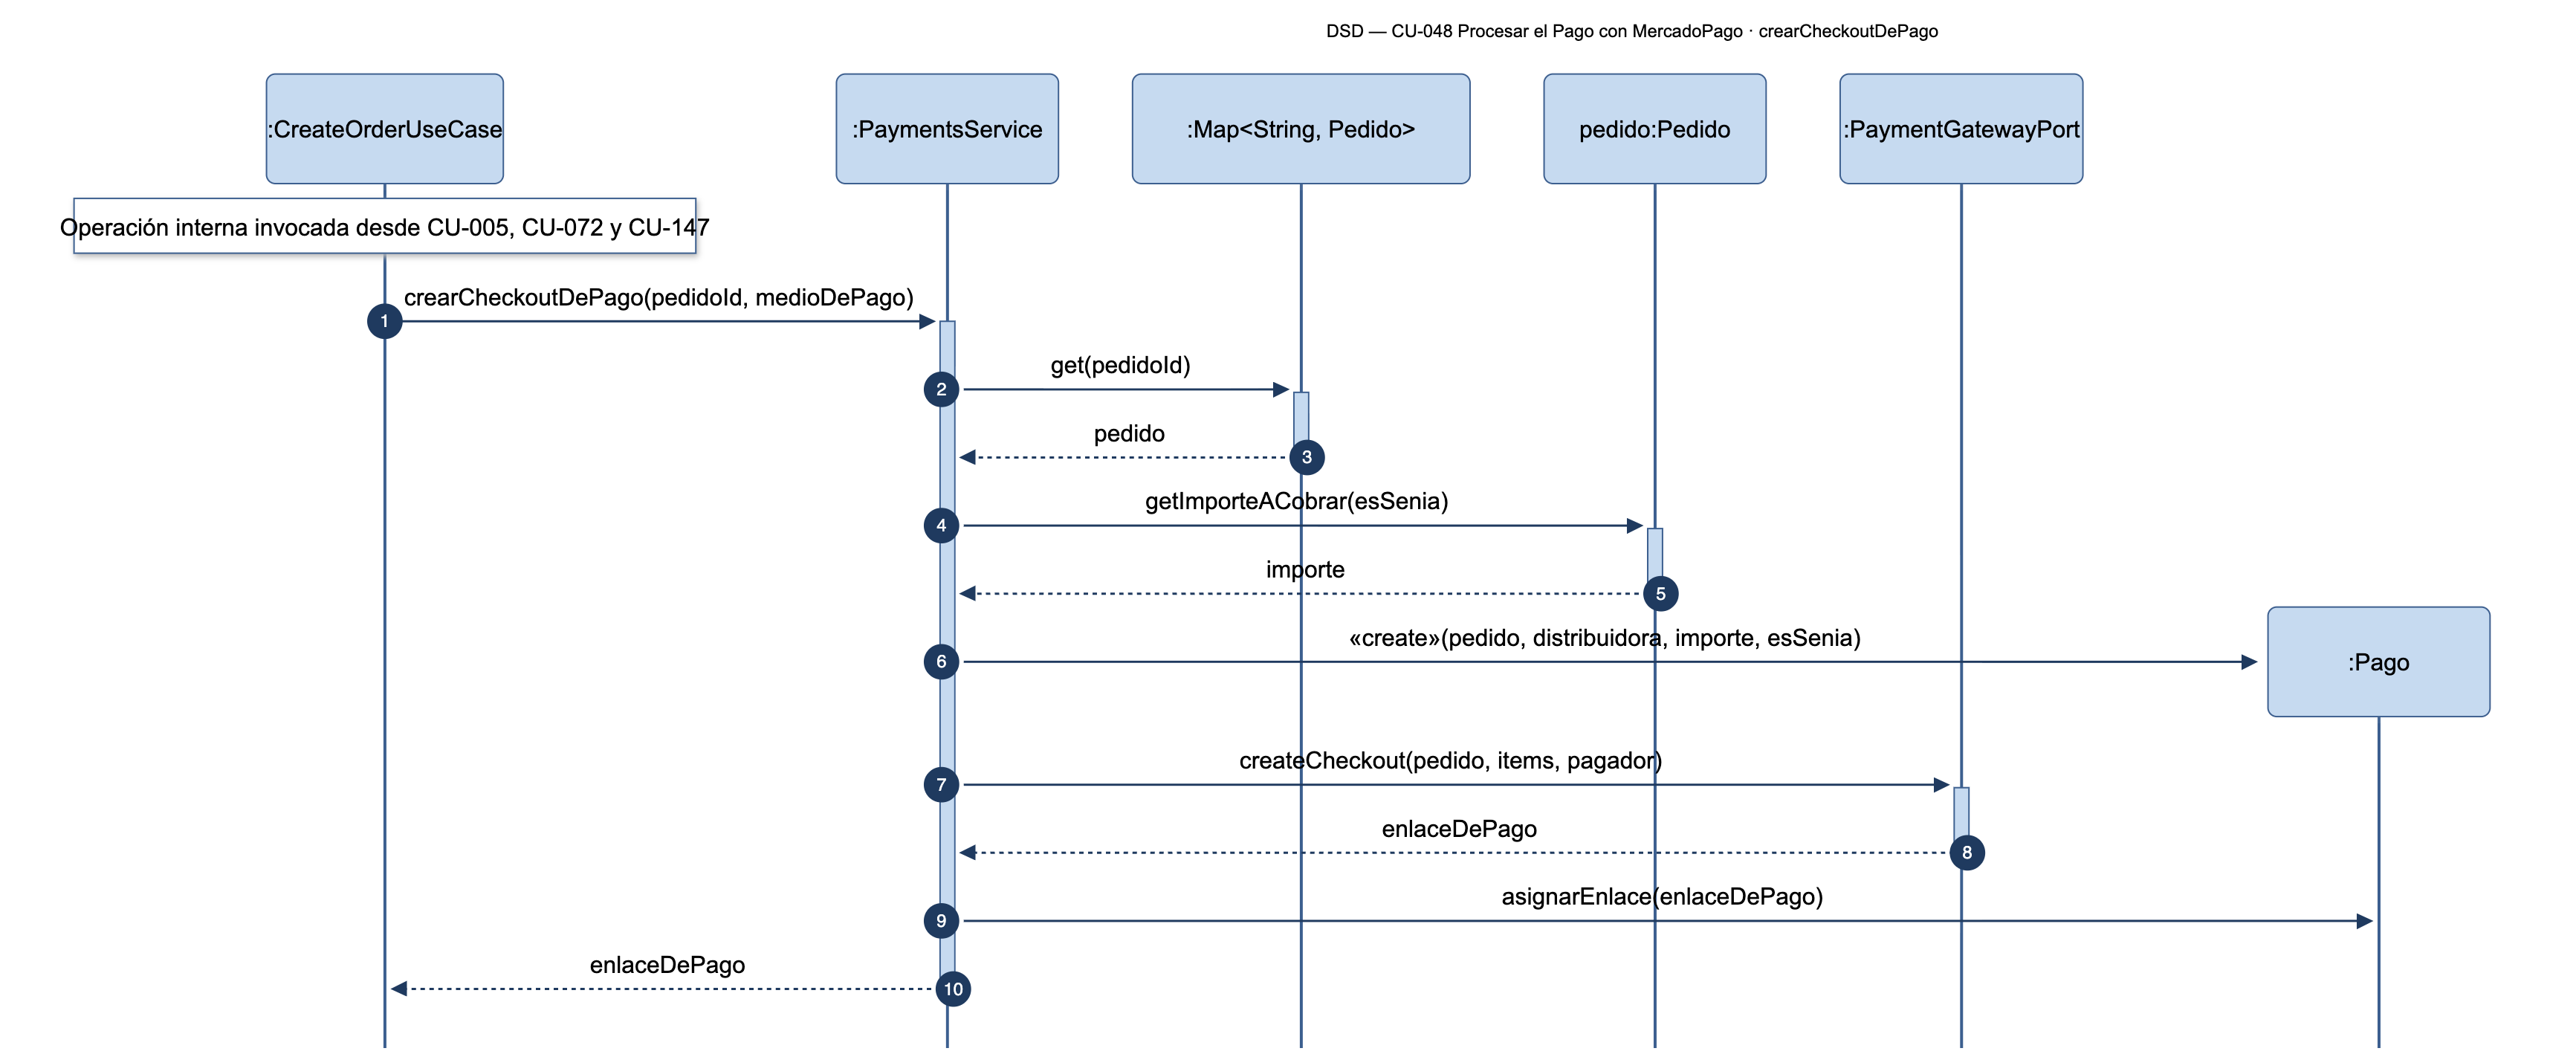 DSD — CU-048 Procesar el Pago con MercadoPago · crearCheckoutDePago
:CreateOrderUseCase
:PaymentsService
:Map<String, Pedido>
pedido:Pedido
:PaymentGatewayPort
Operación interna invocada desde CU-005, CU-072 y CU-147
crearCheckoutDePago(pedidoId, medioDePago)
1
get(pedidoId)
2
pedido
3
getImporteACobrar(esSenia)
4
importe
5
«create»(pedido, distribuidora, importe, esSenia)
6
:Pago
createCheckout(pedido, items, pagador)
7
enlaceDePago
8
asignarEnlace(enlaceDePago)
9
enlaceDePago
10